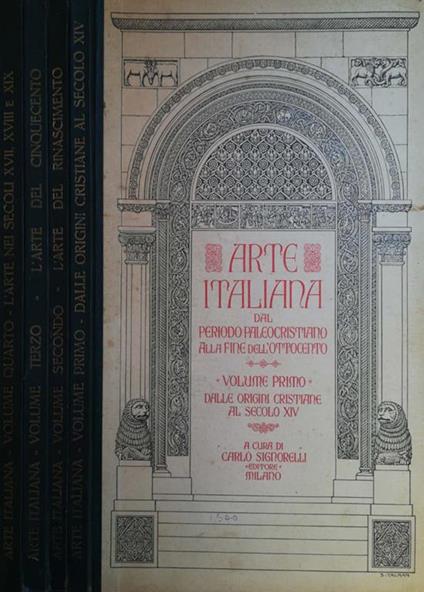 ARTE ITALIANA - VOLUME QUARTO - L'ARTE NEI SECOLI XVII, XVIII E XIX
ARTE ITALIANA - VOLUME TERZO - L'ARTE DEL CINQUECENTO
ARTE ITALIANA - VOLUME SECONDO - L'ARTE DEL RINASCIMENTO
ARTE ITALIANA - VOLUME PRIMO - DALLE ORIGINI CRISTIANE AL SECOLO XIV
ARTE
ITALIANA
DAL
PERIODO PALEOCRISTIANO
ALLA FINE DELL'OTTOCENTO
• VOLUME PRIMO •
DALLE ORIGINI CRISTIANE
AL SECOLO XIV
A CURA DI
CARLO SIGNORELLI
• EDITORE •
MILANO